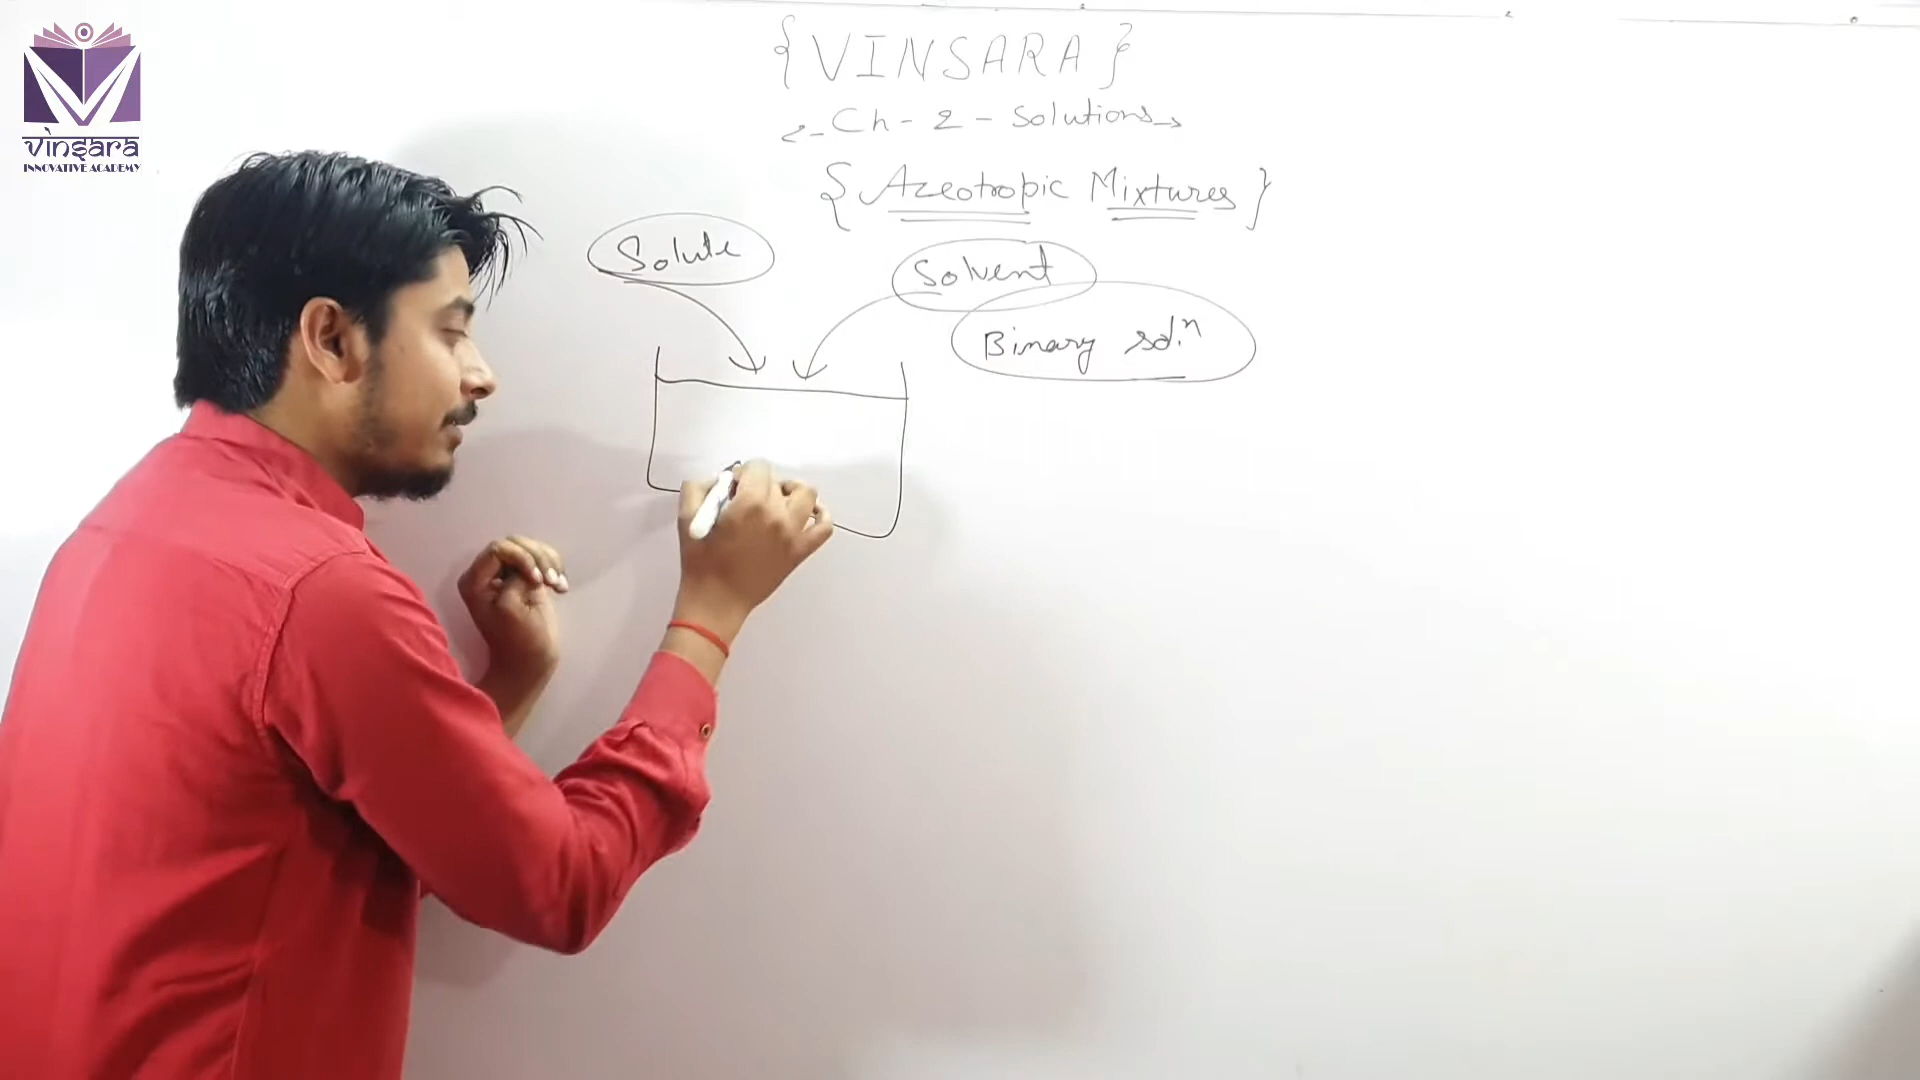 vinsara
INNOVATIVE ACADEMY
{VINSARA}
Ch - 2 - Solutions
{Azeotropic Mixtures}
Solute
Solvent
Binary sol.n